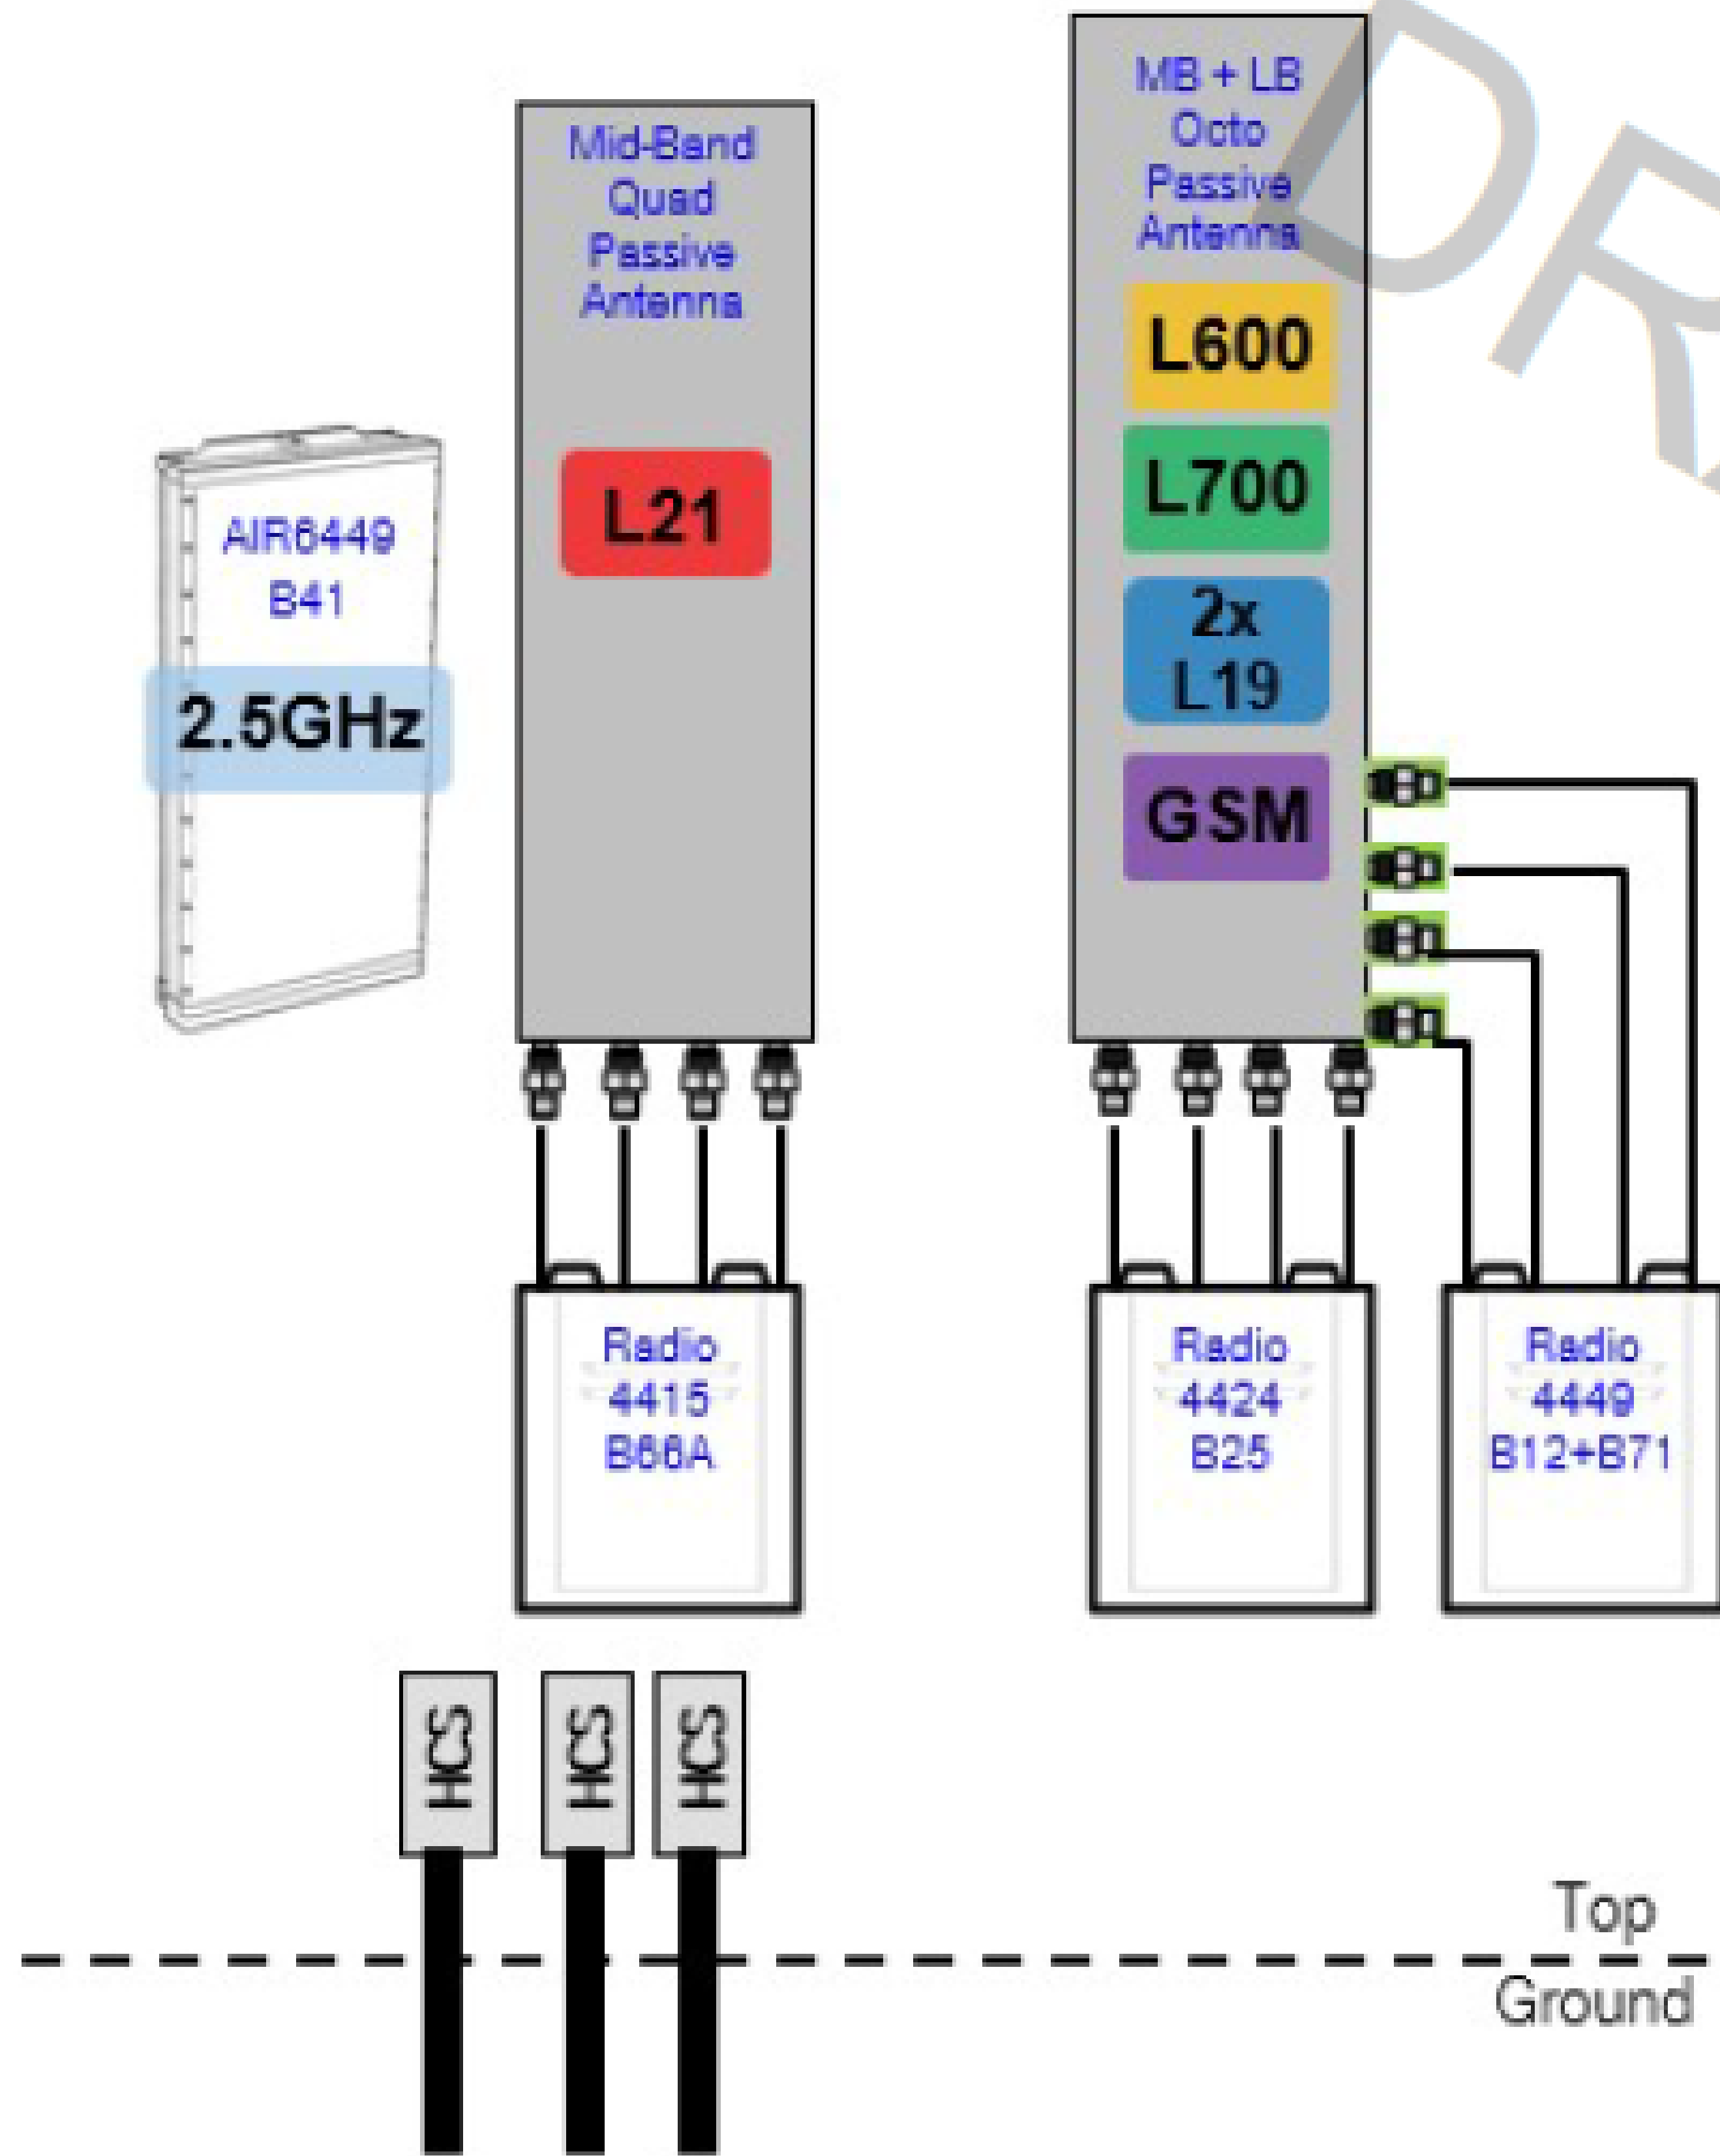 MB + LB
Octo
Passive
Antenna
L600
L700
2x
L19
GSM
Mid-Band
Quad
Passive
Antenna
L21
AIR6449
B41
2.5GHz
Radio
4415
B66A
Radio
4424
B25
Radio
4449
B12+B71
HCS
HCS
HCS
Top
Ground